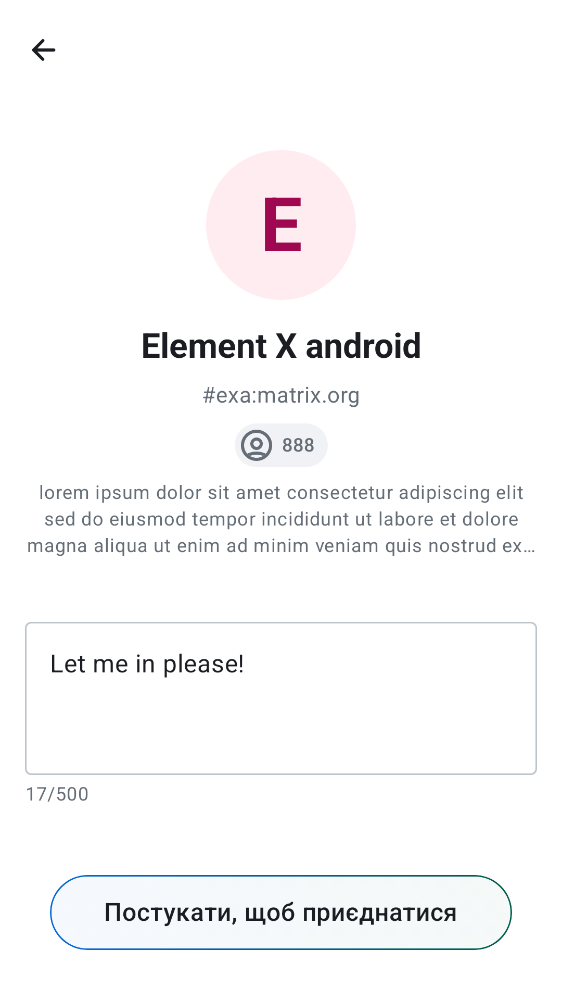 E
Element X android
#exa:matrix.org
888
lorem ipsum dolor sit amet consectetur adipiscing elit
sed do eiusmod tempor incididunt ut labore et dolore
magna aliqua ut enim ad minim veniam quis nostrud ex…
Let me in please!
17/500
Постукати, щоб приєднатися